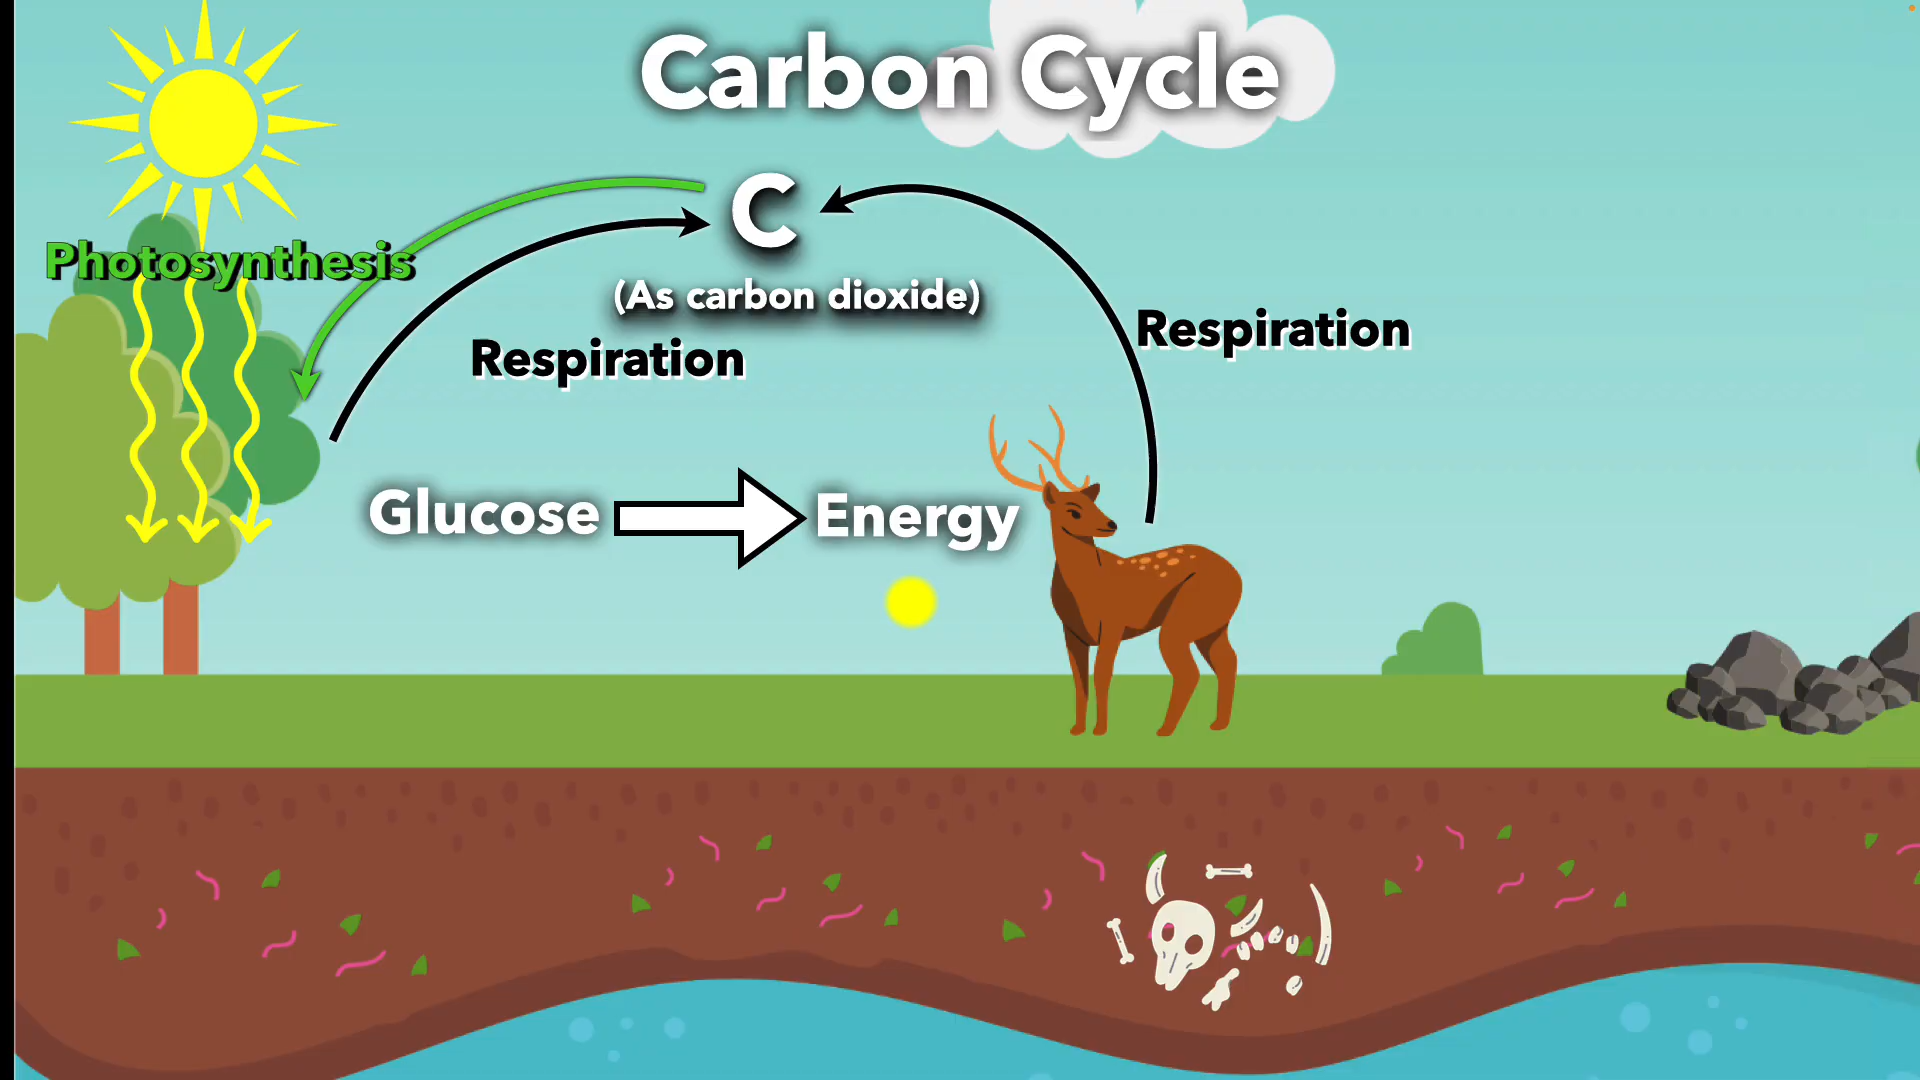 Carbon Cycle
C
(As carbon dioxide)
Photosynthesis
Respiration
Respiration
Glucose
Energy